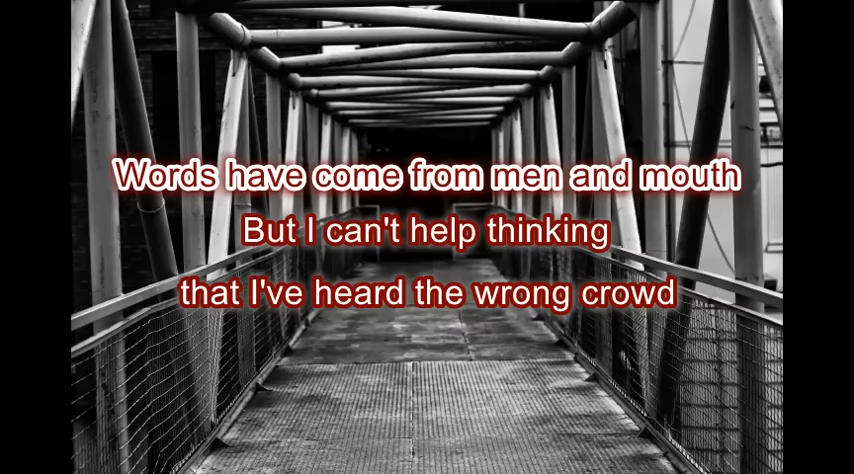 Words have come from men and mouth
But I can't help thinking
that I've heard the wrong crowd